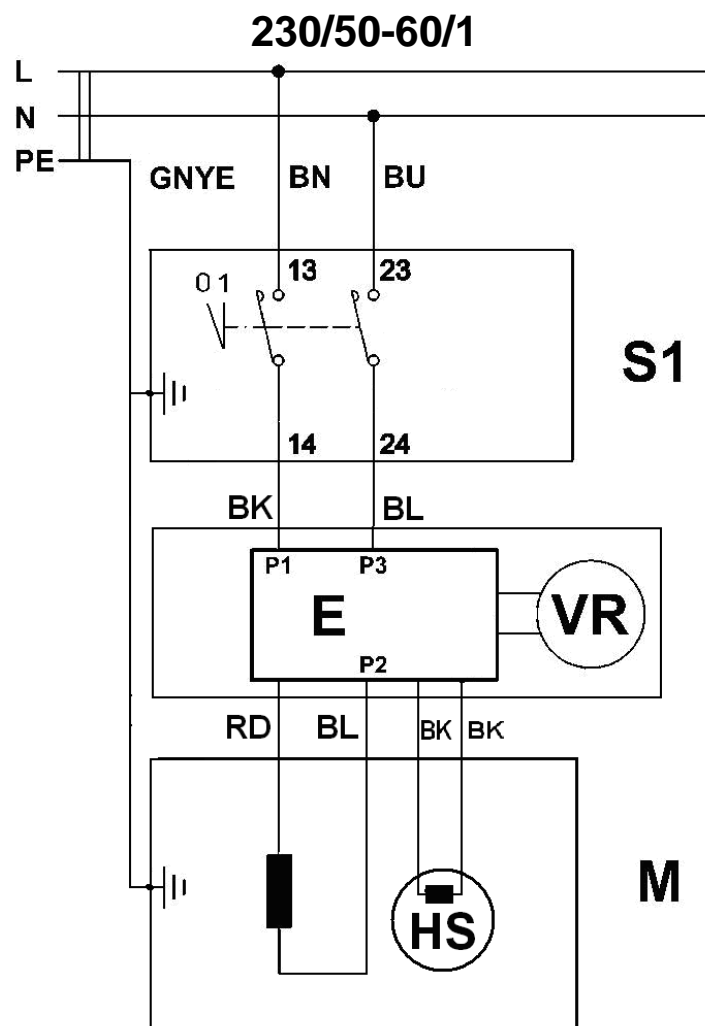 230/50-60/1
L
N
PE
GNYE BN BU
13 23
0 1
S1
14 24
BK BL
P1 P3
E VR
P2
RD BL BK BK
M
HS